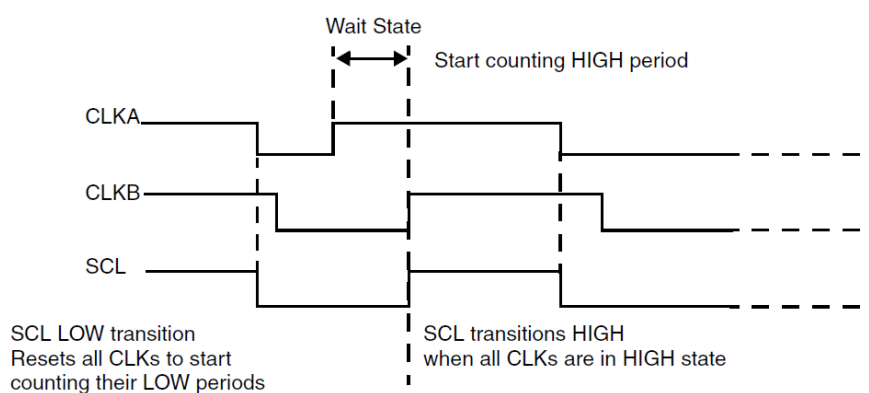 Wait State
Start counting HIGH period
CLKA
CLKB
SCL
SCL LOW transition
Resets all CLKs to start
counting their LOW periods
SCL transitions HIGH
when all CLKs are in HIGH state